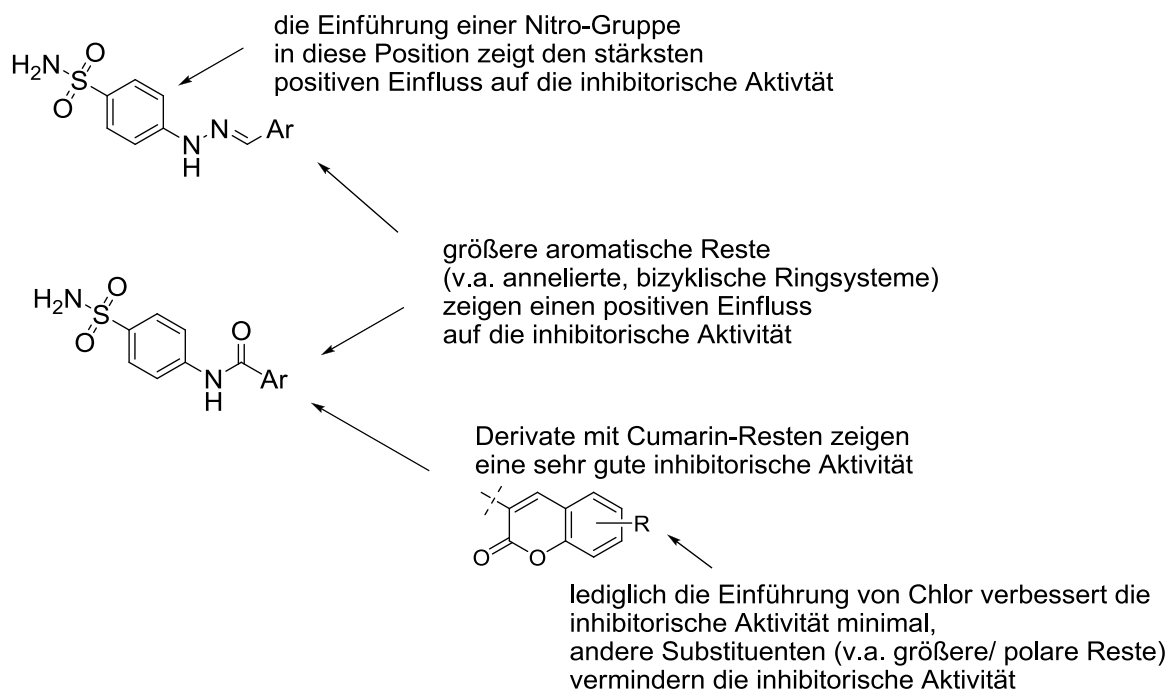 die Einführung einer Nitro-Gruppe
in diese Position zeigt den stärksten
positiven Einfluss auf die inhibitorische Aktivtät
H₂N
O
S
O
N
H
N
Ar
größere aromatische Reste
(v.a. annelierte, bizyklische Ringsysteme)
zeigen einen positiven Einfluss
auf die inhibitorische Aktivität
H₂N
O
S
O
O
N
H
Ar
Derivate mit Cumarin-Resten zeigen
eine sehr gute inhibitorische Aktivität
O
O
R
lediglich die Einführung von Chlor verbessert die
inhibitorische Aktivität minimal,
andere Substituenten (v.a. größere/ polare Reste)
vermindern die inhibitorische Aktivität